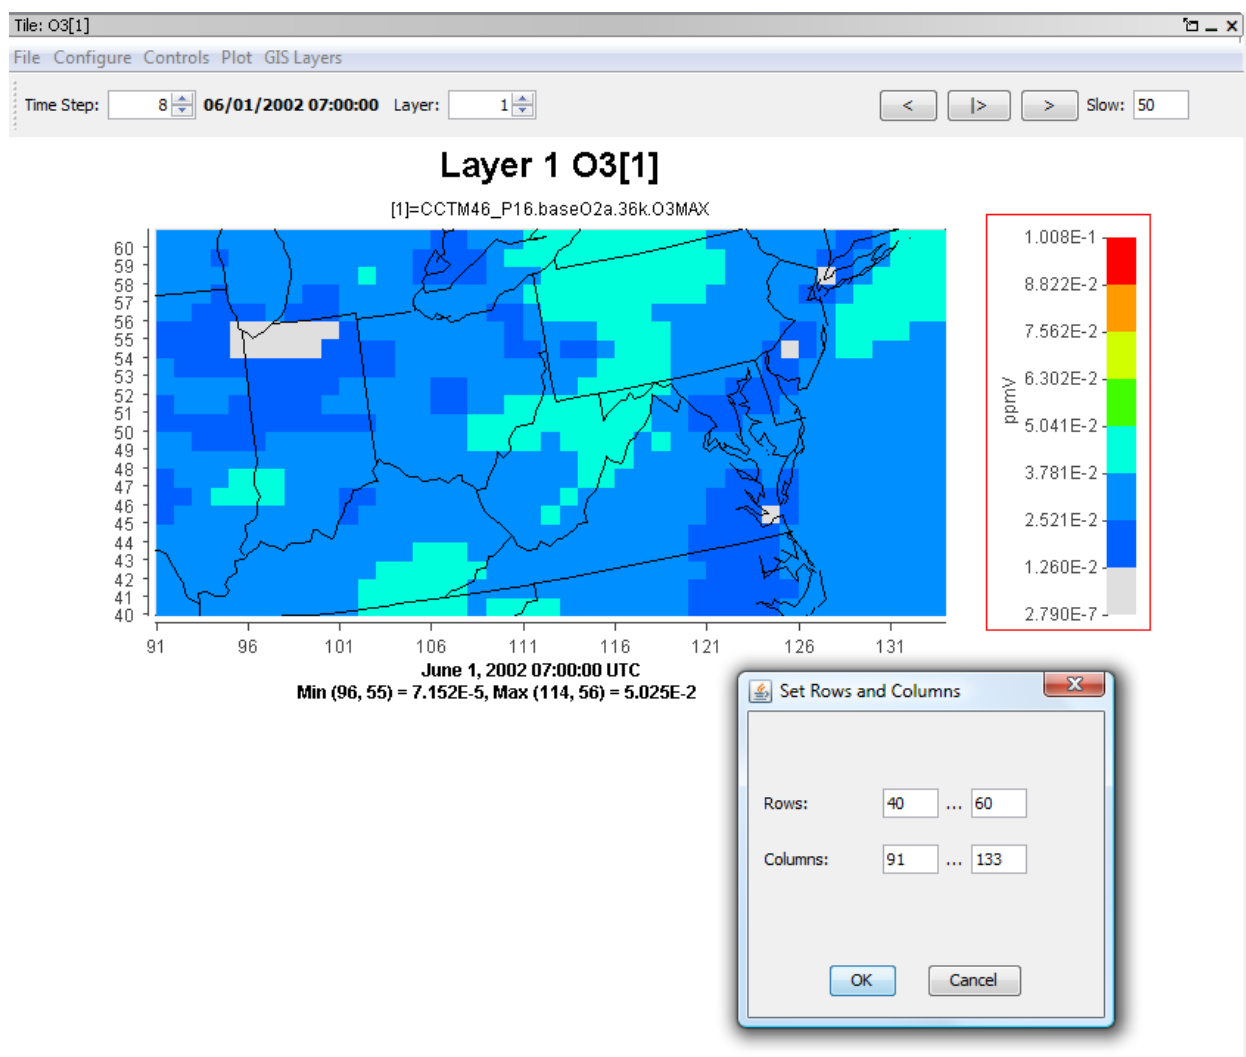 Tile: O3[1]
File Configure Controls Plot GIS Layers
Time Step: 8 06/01/2002 07:00:00 Layer: 1 < |> > Slow: 50
Layer 1 O3[1]
[1]=CCTM46_P16.baseO2a.36k.O3MAX
60
59
58
57
56
55
54
53
52
51
50
49
48
47
46
45
44
43
42
41
40
91 96 101 106 111 116 121 126 131
June 1, 2002 07:00:00 UTC
Min (96, 55) = 7.152E-5, Max (114, 56) = 5.025E-2
ppmV
1.008E-1
8.822E-2
7.562E-2
6.302E-2
5.041E-2
3.781E-2
2.521E-2
1.260E-2
2.790E-7
Set Rows and Columns
Rows: 40 ... 60
Columns: 91 ... 133
OK Cancel